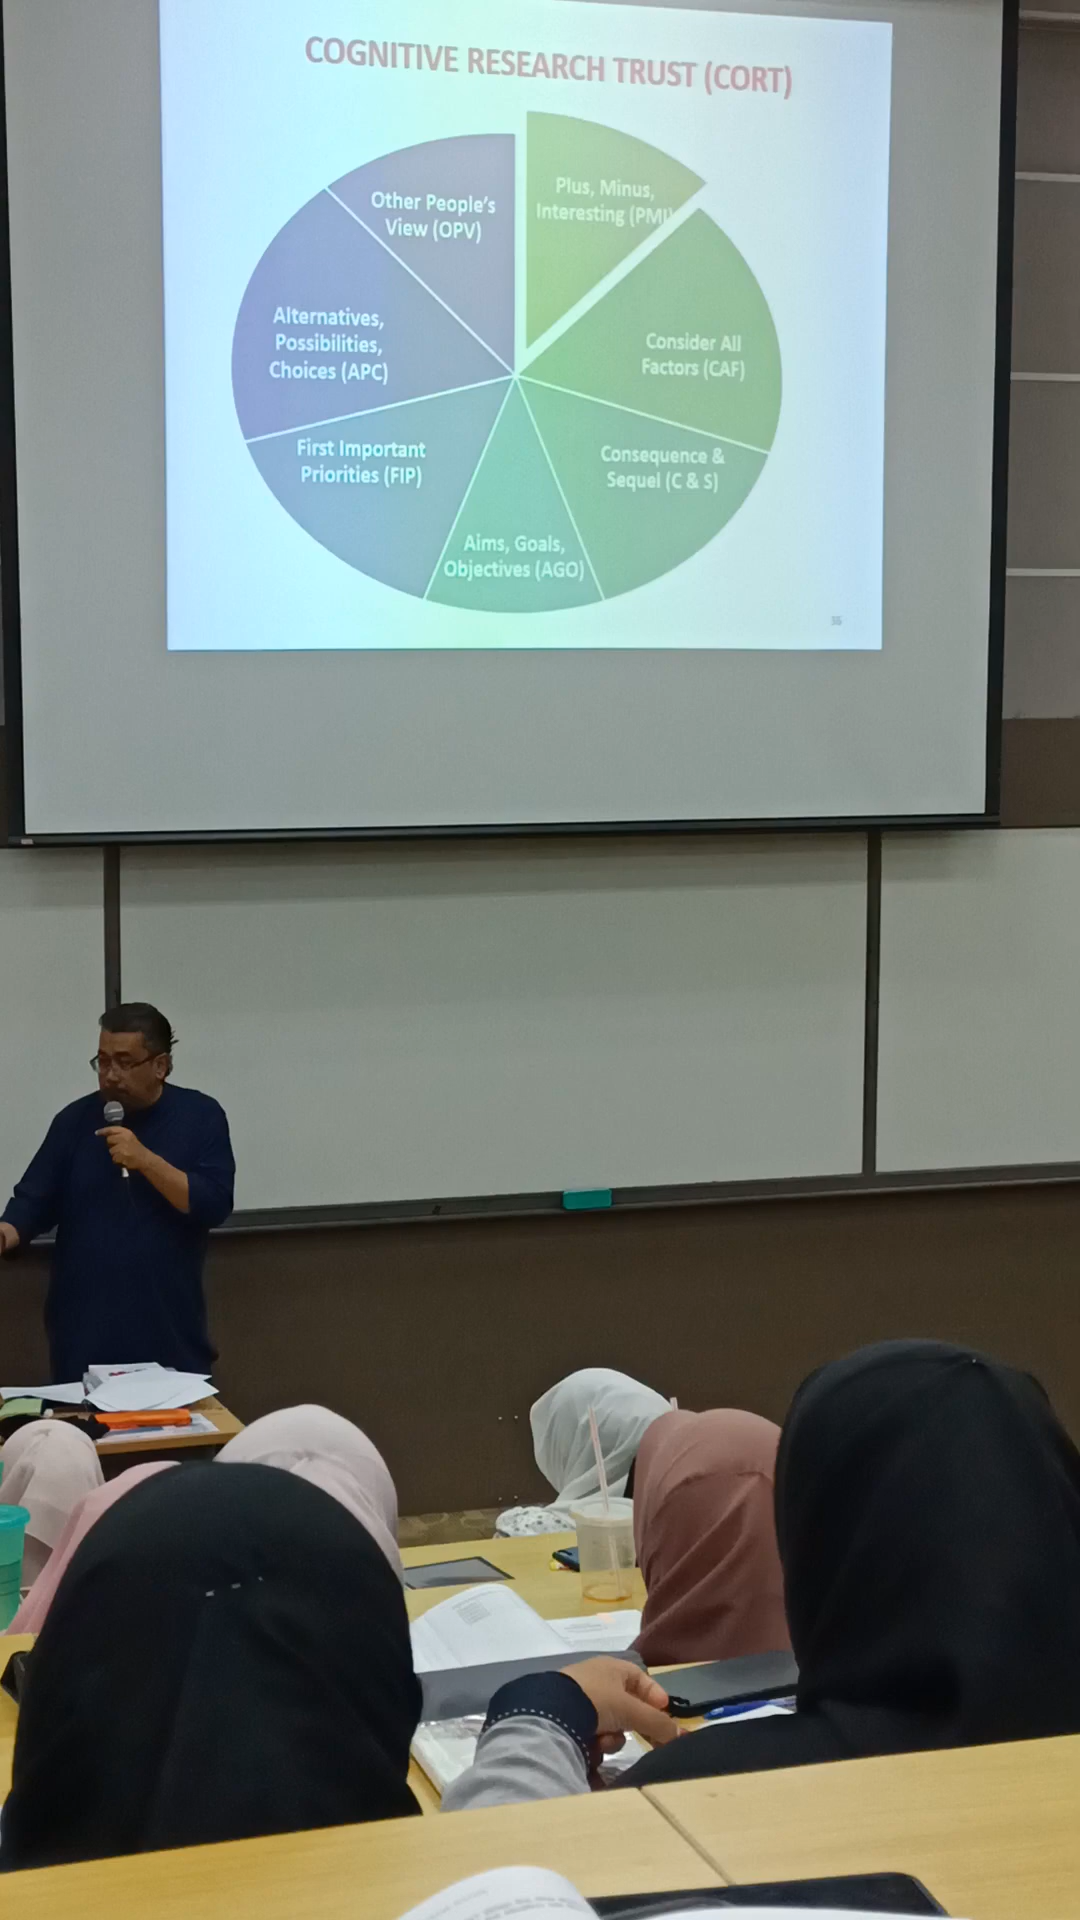 COGNITIVE RESEARCH TRUST (CORT)
Plus, Minus,
Interesting (PMI)
Consider All
Factors (CAF)
Consequence &
Sequel (C & S)
Aims, Goals,
Objectives (AGO)
First Important
Priorities (FIP)
Alternatives,
Possibilities,
Choices (APC)
Other People's
View (OPV)
36